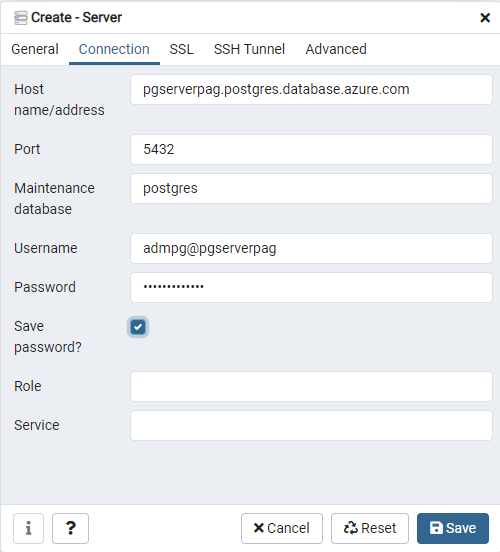 Create - Server
General Connection SSL SSH Tunnel Advanced
Host name/address pgserverpag.postgres.database.azure.com
Port 5432
Maintenance database postgres
Username admpg@pgserverpag
Password •••••••••••••
Save password?
Role
Service
i ? Cancel Reset Save